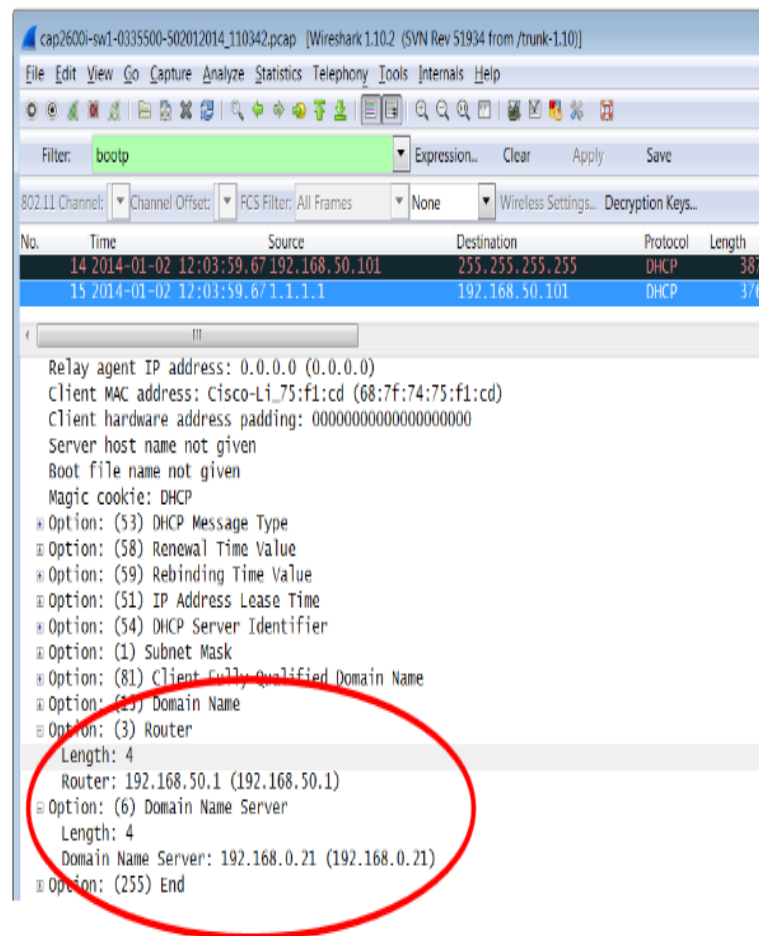 cap2600i-sw1-0335500-502012014_110342.pcap [Wireshark 1.10.2 (SVN Rev 51934 from /trunk-1.10)]
File Edit View Go Capture Analyze Statistics Telephony Tools Internals Help
Filter: bootp Expression... Clear Apply Save
802.11 Channel: Channel Offset: FCS Filter: All Frames None Wireless Settings... Decryption Keys...
No. Time Source Destination Protocol Length
14 2014-01-02 12:03:59.67 192.168.50.101 255.255.255.255 DHCP 387
15 2014-01-02 12:03:59.67 1.1.1.1 192.168.50.101 DHCP 376
Relay agent IP address: 0.0.0.0 (0.0.0.0)
Client MAC address: Cisco-Li_75:f1:cd (68:7f:74:75:f1:cd)
Client hardware address padding: 00000000000000000000
Server host name not given
Boot file name not given
Magic cookie: DHCP
Option: (53) DHCP Message Type
Option: (58) Renewal Time Value
Option: (59) Rebinding Time Value
Option: (51) IP Address Lease Time
Option: (54) DHCP Server Identifier
Option: (1) Subnet Mask
Option: (81) Client Fully Qualified Domain Name
Option: (15) Domain Name
Option: (3) Router
Length: 4
Router: 192.168.50.1 (192.168.50.1)
Option: (6) Domain Name Server
Length: 4
Domain Name Server: 192.168.0.21 (192.168.0.21)
Option: (255) End